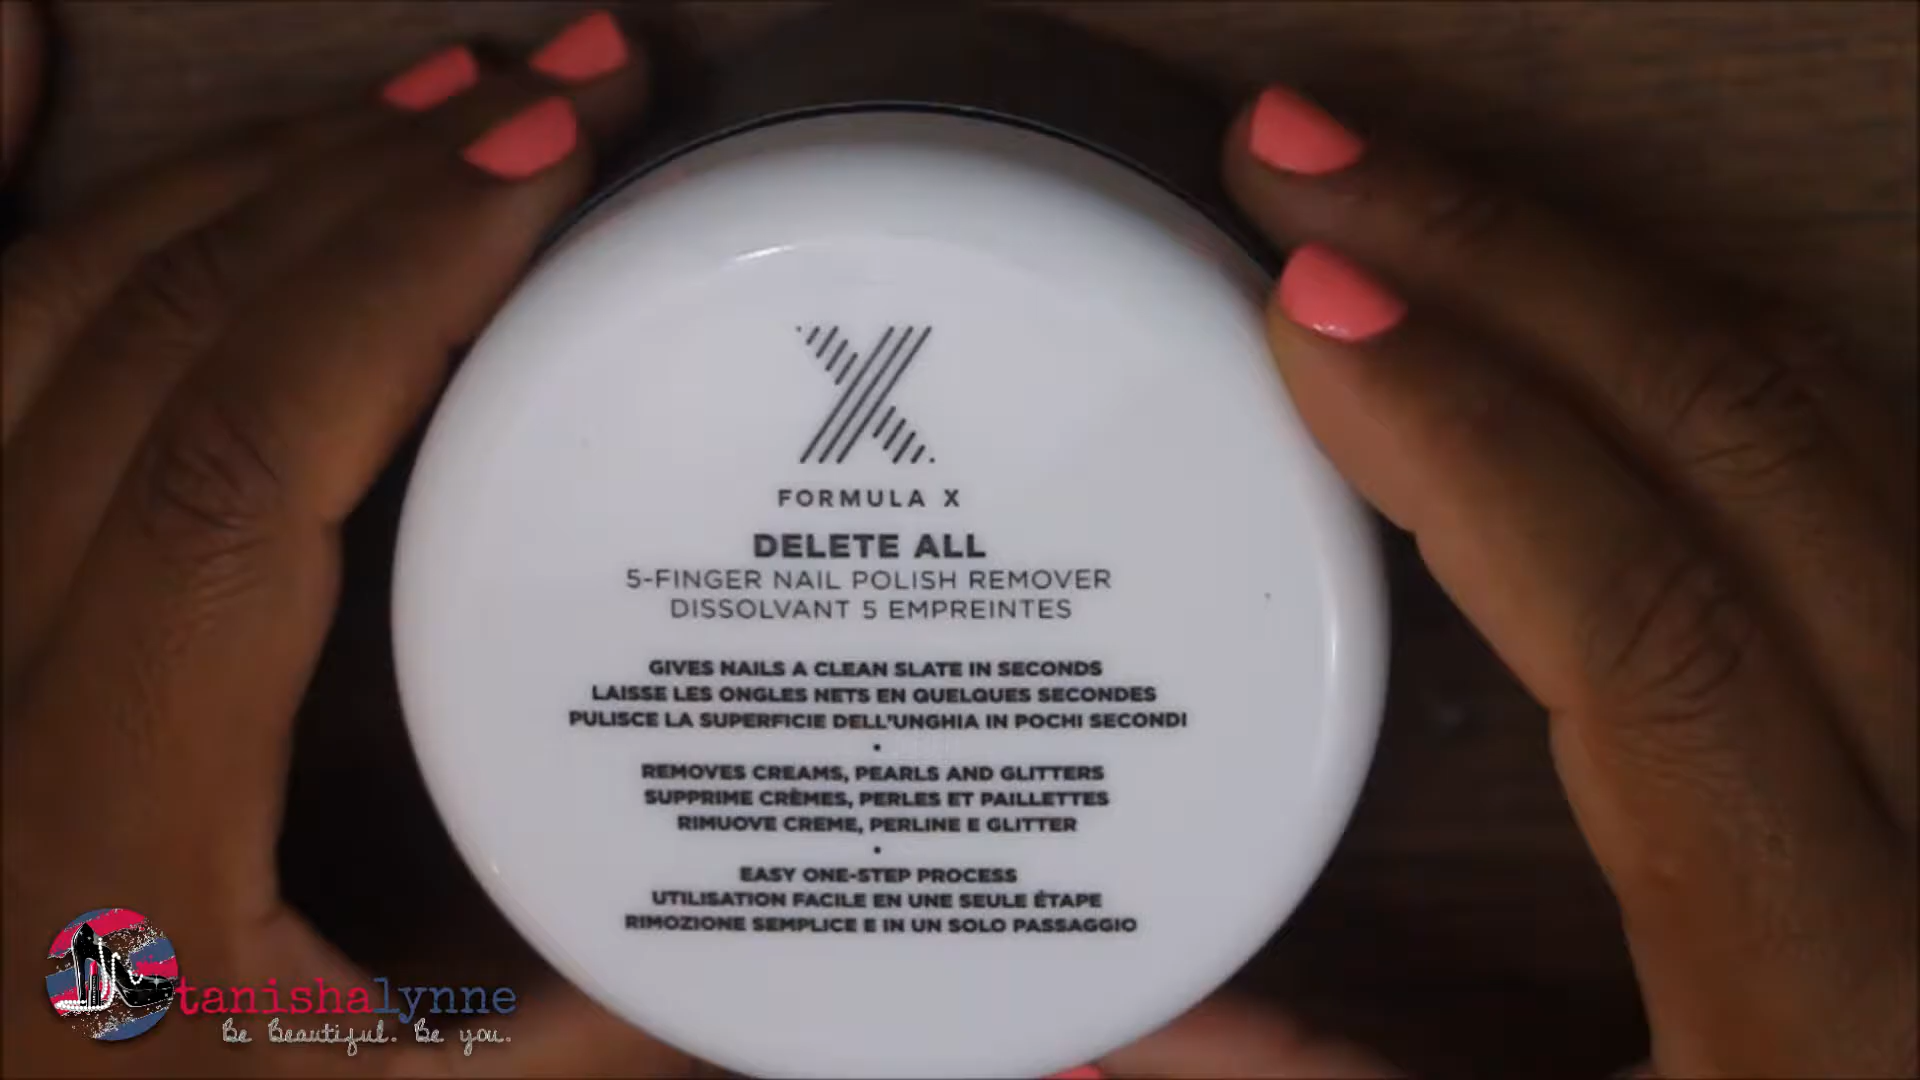 FORMULA X
DELETE ALL
5-FINGER NAIL POLISH REMOVER
DISSOLVANT 5 EMPREINTES
GIVES NAILS A CLEAN SLATE IN SECONDS
LAISSE LES ONGLES NETS EN QUELQUES SECONDES
PULISCE LA SUPERFICIE DELL'UNGHIA IN POCHI SECONDI
•
REMOVES CREAMS, PEARLS AND GLITTERS
SUPPRIME CRÈMES, PERLES ET PAILLETTES
RIMUOVE CREME, PERLINE E GLITTER
•
EASY ONE-STEP PROCESS
UTILISATION FACILE EN UNE SEULE ÉTAPE
RIMOZIONE SEMPLICE E IN UN SOLO PASSAGGIO
tanishalynne
Be Beautiful. Be you.